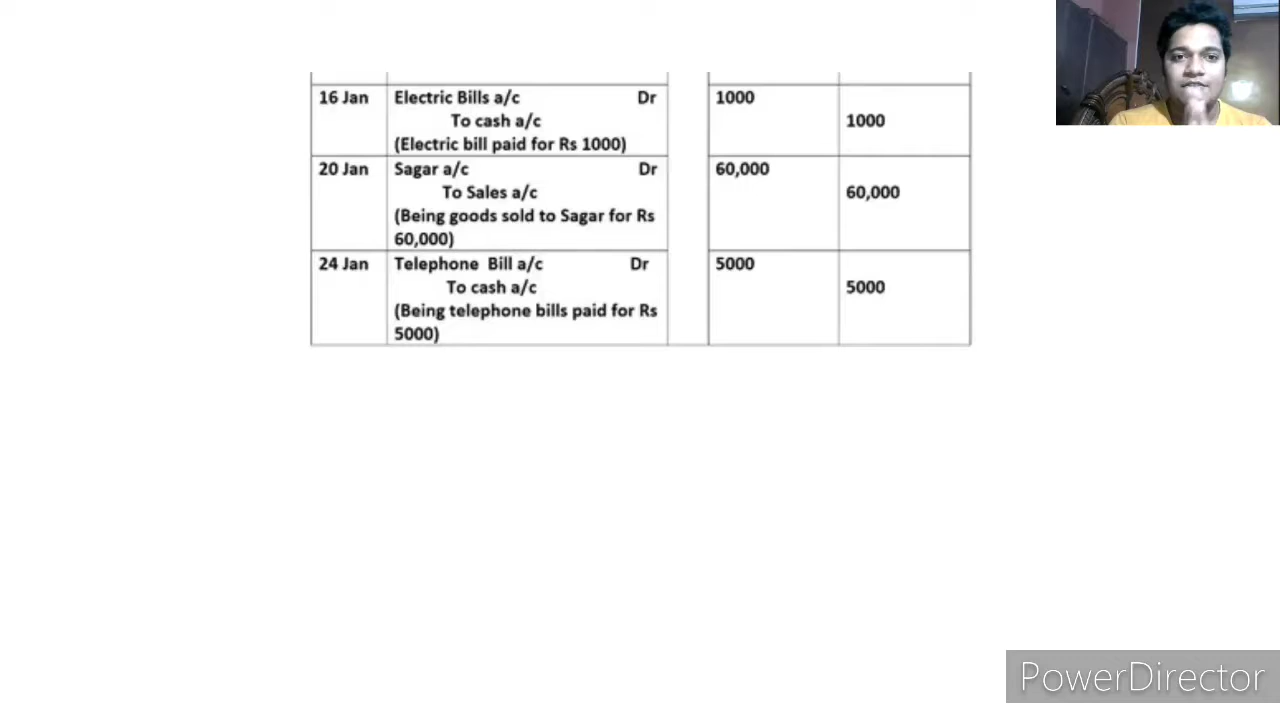 16 Jan Electric Bills a/c Dr 1000
To cash a/c 1000
(Electric bill paid for Rs 1000)
20 Jan Sagar a/c Dr 60,000
To Sales a/c 60,000
(Being goods sold to Sagar for Rs
60,000)
24 Jan Telephone Bill a/c Dr 5000
To cash a/c 5000
(Being telephone bills paid for Rs
5000)
PowerDirector